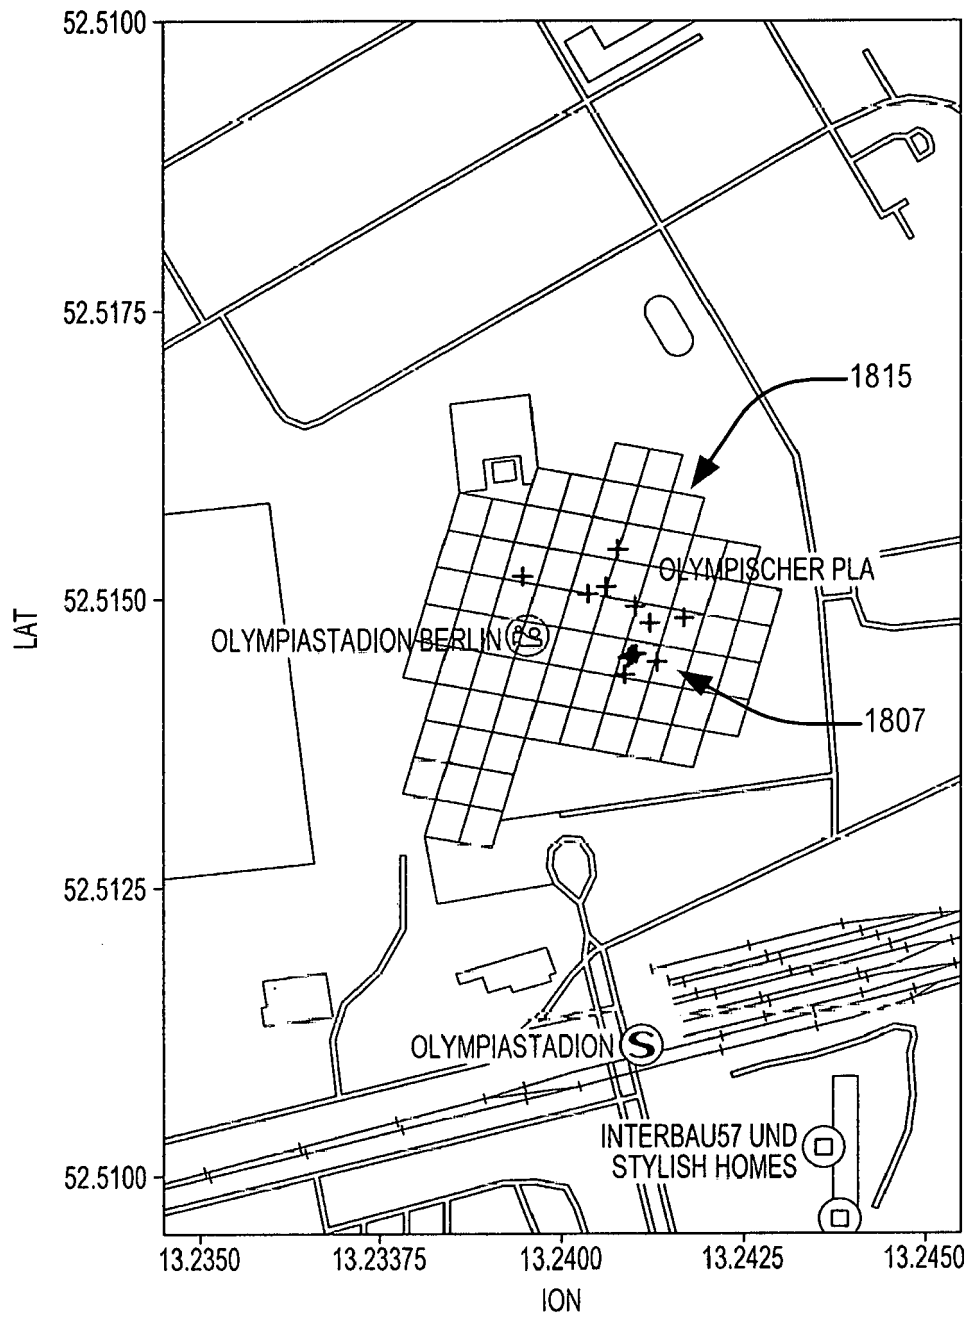 52.5100
52.5175
1815
OLYMPISCHER PLA
52.5150
LAT
OLYMPIASTADION BERLIN
1807
52.5125
OLYMPIASTADION S
INTERBAU57 UND
STYLISH HOMES
52.5100
13.2350
13.23375
13.2400
13.2425
13.2450
ION